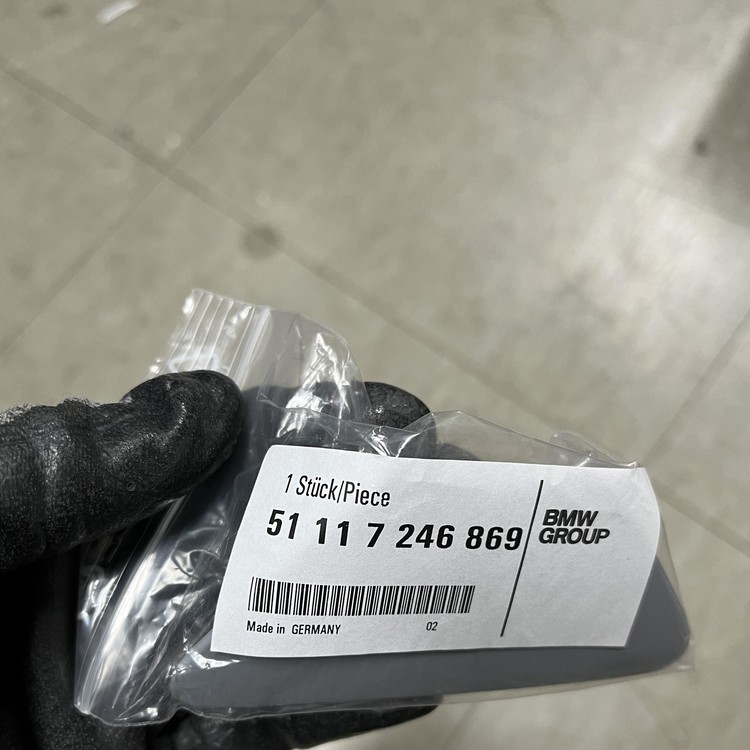 1 Stück/Piece
51 11 7 246 869
BMW
GROUP
Made in GERMANY
02